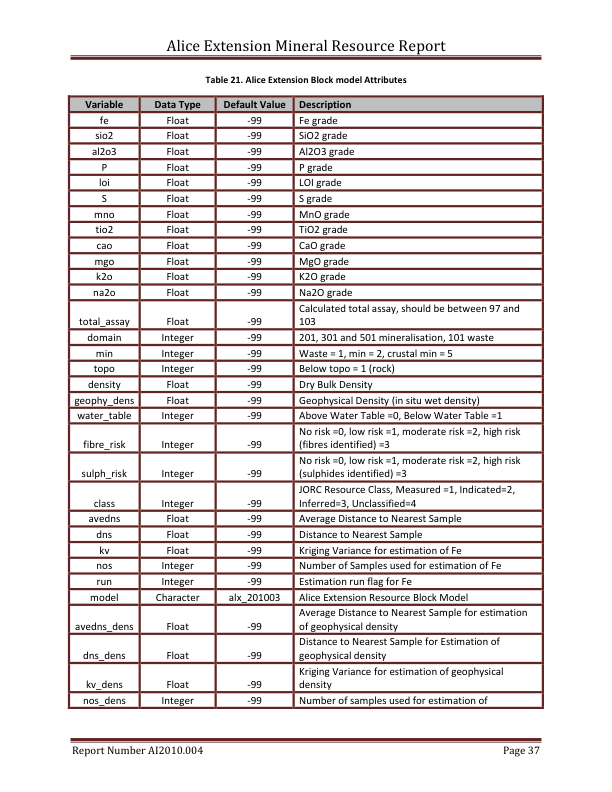 Alice Extension Mineral Resource Report
Table 21. Alice Extension Block model Attributes
Variable Data Type Default Value Description
fe Float -99 Fe grade
sio2 Float -99 SiO2 grade
al2o3 Float -99 Al2O3 grade
P Float -99 P grade
loi Float -99 LOI grade
S Float -99 S grade
mno Float -99 MnO grade
tio2 Float -99 TiO2 grade
cao Float -99 CaO grade
mgo Float -99 MgO grade
k2o Float -99 K2O grade
na2o Float -99 Na2O grade
Calculated total assay, should be between 97 and
total_assay Float -99 103
domain Integer -99 201, 301 and 501 mineralisation, 101 waste
min Integer -99 Waste = 1, min = 2, crustal min = 5
topo Integer -99 Below topo = 1 (rock)
density Float -99 Dry Bulk Density
geophy_dens Float -99 Geophysical Density (in situ wet density)
water_table Integer -99 Above Water Table =0, Below Water Table =1
No risk =0, low risk =1, moderate risk =2, high risk
fibre_risk Integer -99 (fibres identified) =3
No risk =0, low risk =1, moderate risk =2, high risk
sulph_risk Integer -99 (sulphides identified) =3
JORC Resource Class, Measured =1, Indicated=2,
class Integer -99 Inferred=3, Unclassified=4
avedns Float -99 Average Distance to Nearest Sample
dns Float -99 Distance to Nearest Sample
kv Float -99 Kriging Variance for estimation of Fe
nos Integer -99 Number of Samples used for estimation of Fe
run Integer -99 Estimation run flag for Fe
model Character alx_201003 Alice Extension Resource Block Model
Average Distance to Nearest Sample for estimation
avedns_dens Float -99 of geophysical density
Distance to Nearest Sample for Estimation of
dns_dens Float -99 geophysical density
Kriging Variance for estimation of geophysical
kv_dens Float -99 density
nos_dens Integer -99 Number of samples used for estimation of
Report Number AI2010.004 Page 37